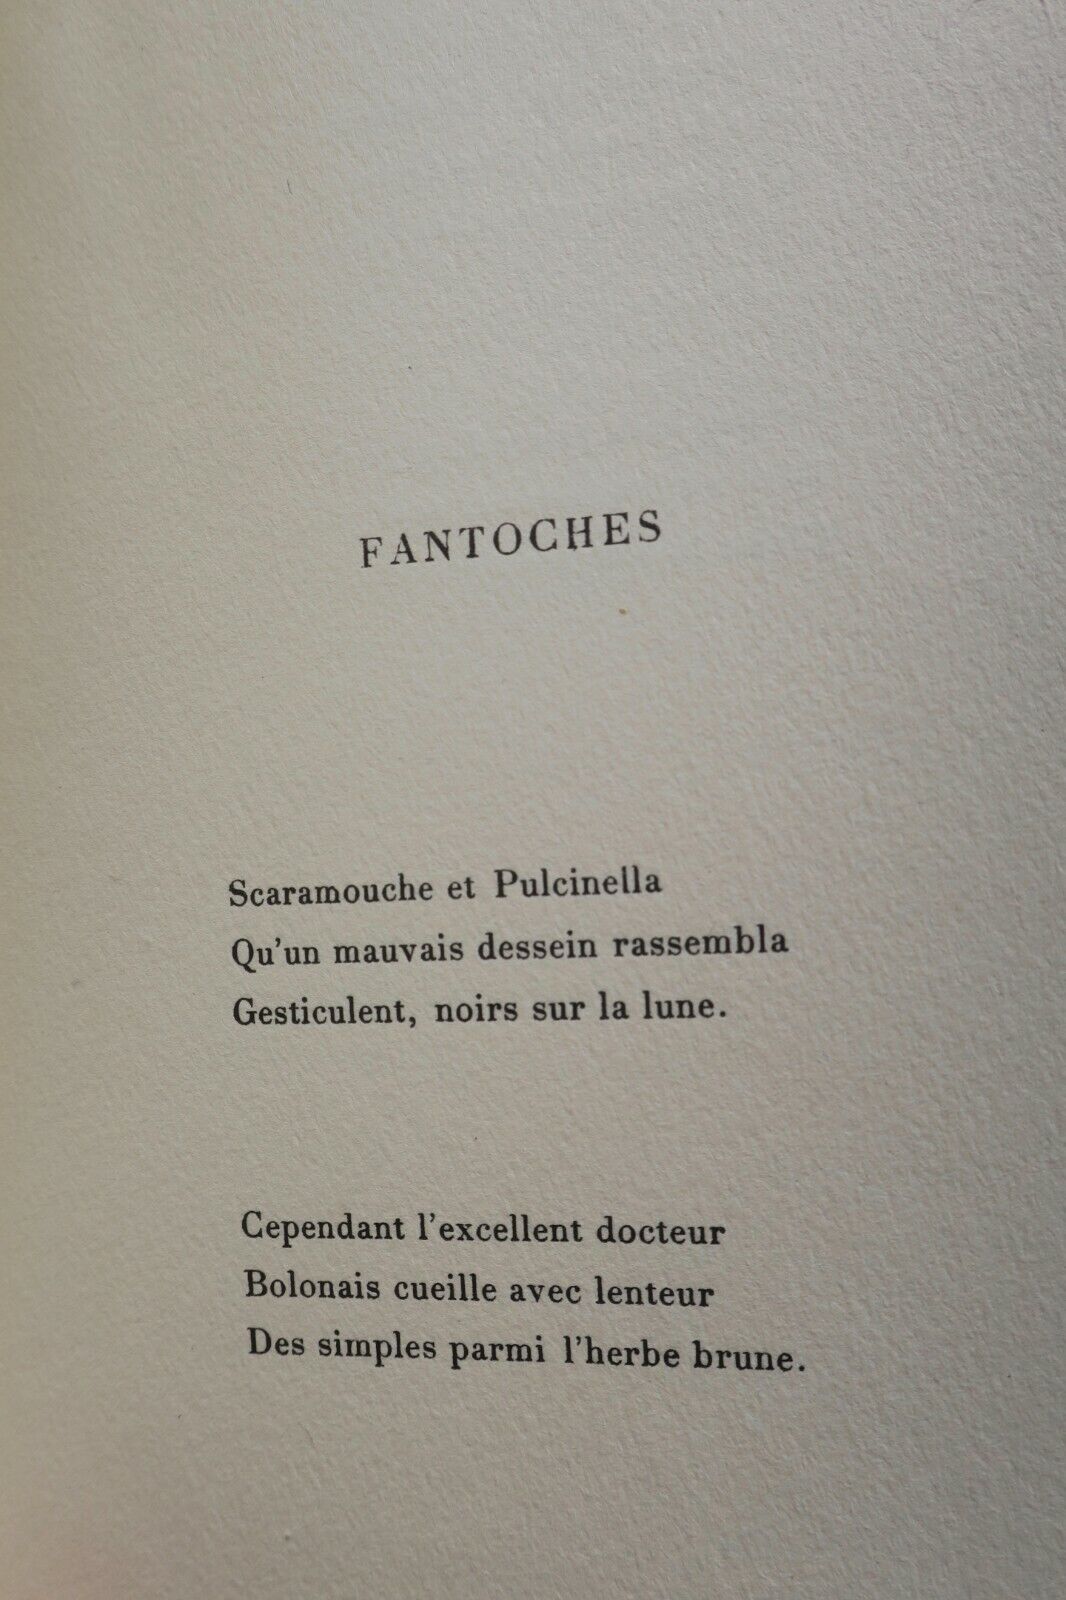 FANTOCHES
Scaramouche et Pulcinella
Qu'un mauvais dessein rassembla
Gesticulent, noirs sur la lune.
Cependant l'excellent docteur
Bolonais cueille avec lenteur
Des simples parmi l'herbe brune.